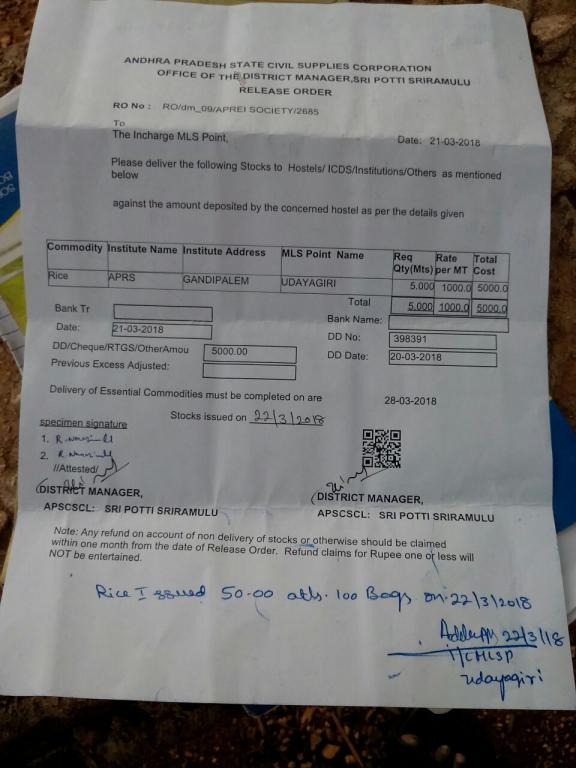 ANDHRA PRADESH STATE CIVIL SUPPLIES CORPORATION
OFFICE OF THE DISTRICT MANAGER,SRI POTTI SRIRAMULU
RELEASE ORDER
RO No : RO/dm_09/APREI SOCIETY/2685
To
The Incharge MLS Point,
Date: 21-03-2018
Please deliver the following Stocks to Hostels/ ICDS/Institutions/Others as mentioned
below
against the amount deposited by the concerned hostel as per the details given
Commodity Institute Name Institute Address MLS Point Name Req Qty(Mts) Rate per MT Total Cost
Rice APRS GANDIPALEM UDAYAGIRI 5.000 1000.0 5000.0
Total 5.000 1000.0 5000.0
Bank Tr
Bank Name:
Date: 21-03-2018
DD No: 398391
DD/Cheque/RTGS/OtherAmou 5000.00
DD Date: 20-03-2018
Previous Excess Adjusted:
Delivery of Essential Commodities must be completed on are 28-03-2018
Stocks issued on 22/3/2018
specimen signature
1.
2.
//Attested/
DISTRICT MANAGER,
APSCSCL: SRI POTTI SRIRAMULU
DISTRICT MANAGER,
APSCSCL: SRI POTTI SRIRAMULU
Note: Any refund on account of non delivery of stocks or otherwise should be claimed
within one month from the date of Release Order. Refund claims for Rupee one or less will
NOT be entertained.
Rice Issued 50.00 100 Bags on 22/3/2018
22/3/18
I/C MLSP
Udayagiri